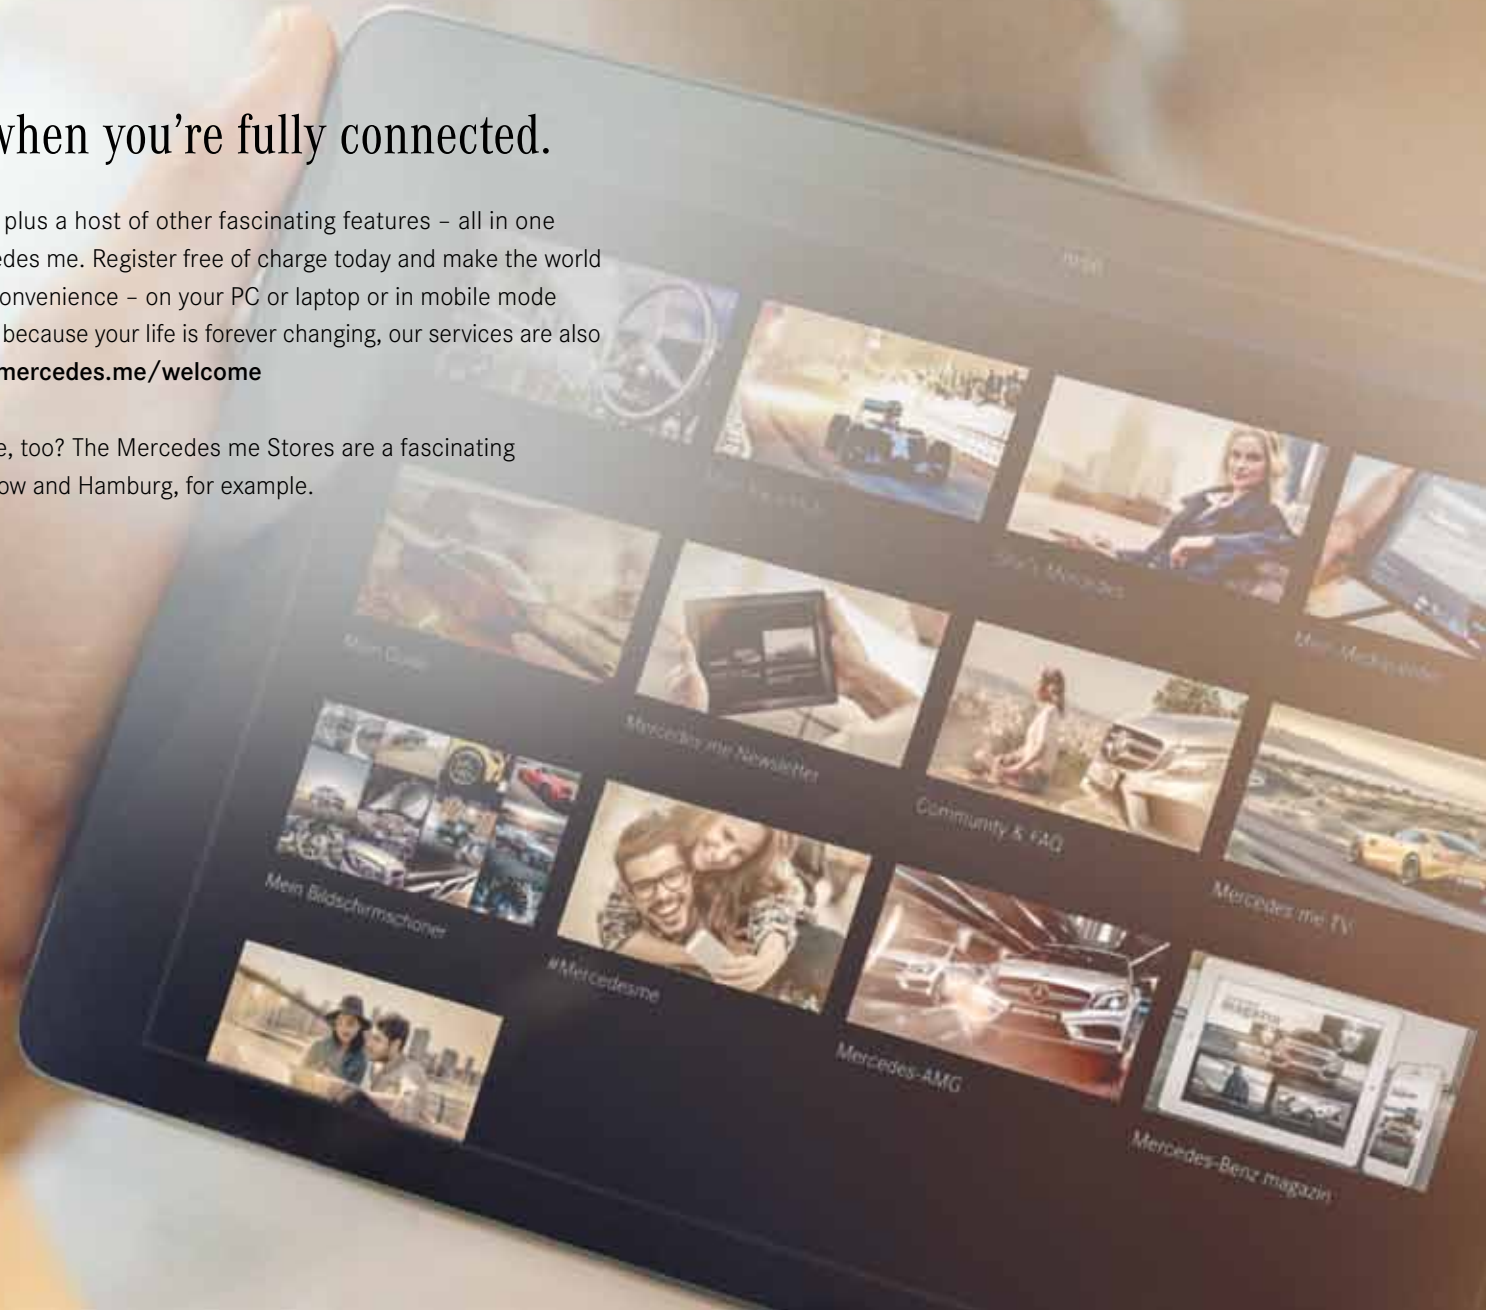 when you're fully connected.
plus a host of other fascinating features – all in one
edes me. Register free of charge today and make the world
onvenience – on your PC or laptop or in mobile mode
because your life is forever changing, our services are also
mercedes.me/welcome
e, too? The Mercedes me Stores are a fascinating
ow and Hamburg, for example.
Mercedes
Mercedes me Newsletter
Community & FAQ
Mercedes me TV
Mein Bildschirmschoner
#Mercedesme
Mercedes-AMG
magazin
Mercedes-Benz magazin